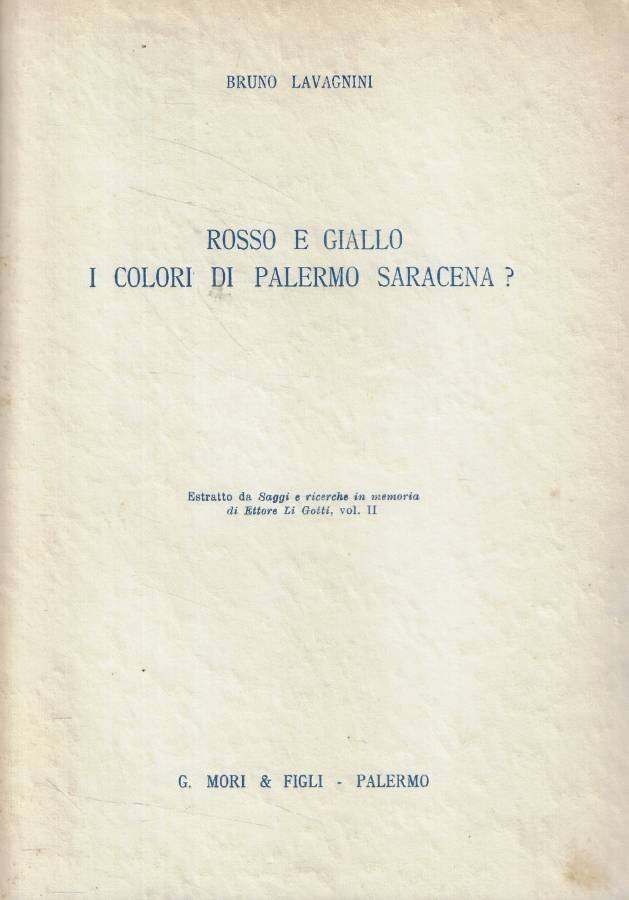 BRUNO LAVAGNINI
ROSSO E GIALLO
I COLORI DI PALERMO SARACENA ?
Estratto da Saggi e ricerche in memoria
di Ettore Li Gotti, vol. II
G. MORI & FIGLI - PALERMO